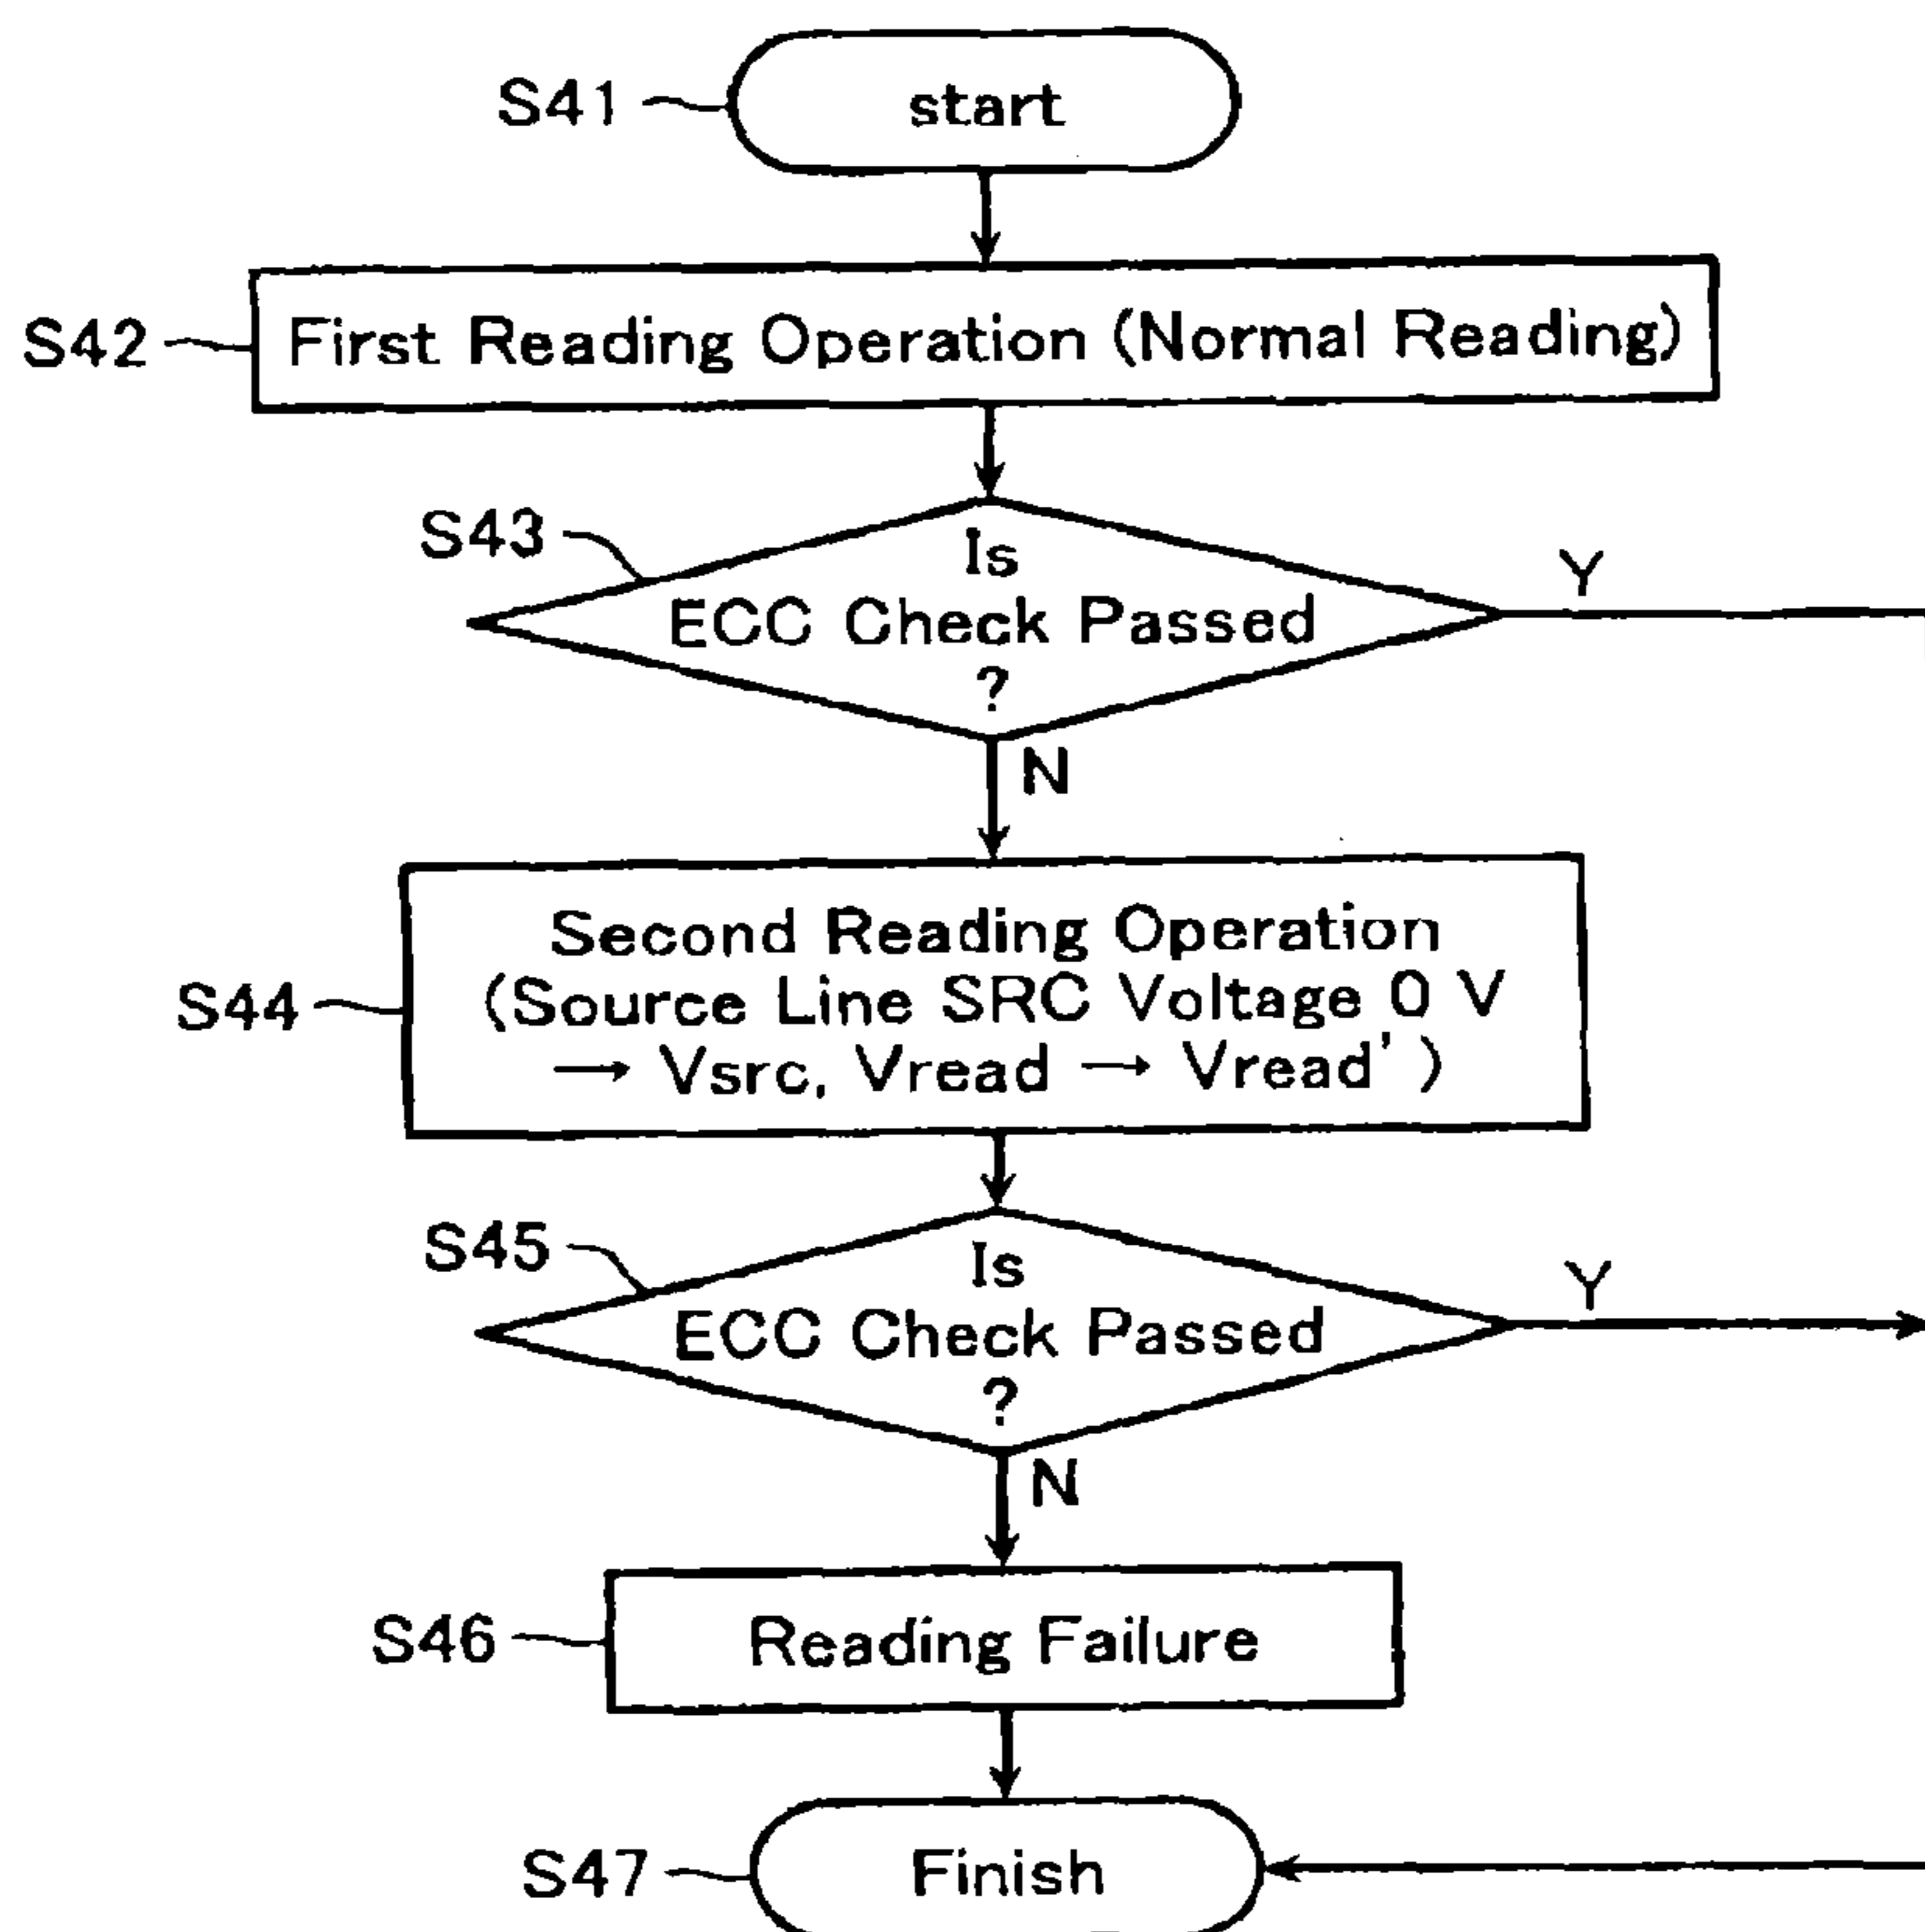 S41 start
S42 First Reading Operation (Normal Reading)
S43
Is
ECC Check Passed
?
Y
N
S44
Second Reading Operation
(Source Line SRC Voltage 0 V
→ Vsrc, Vread → Vread')
S45
Is
ECC Check Passed
?
Y
N
S46 Reading Failure
S47 Finish